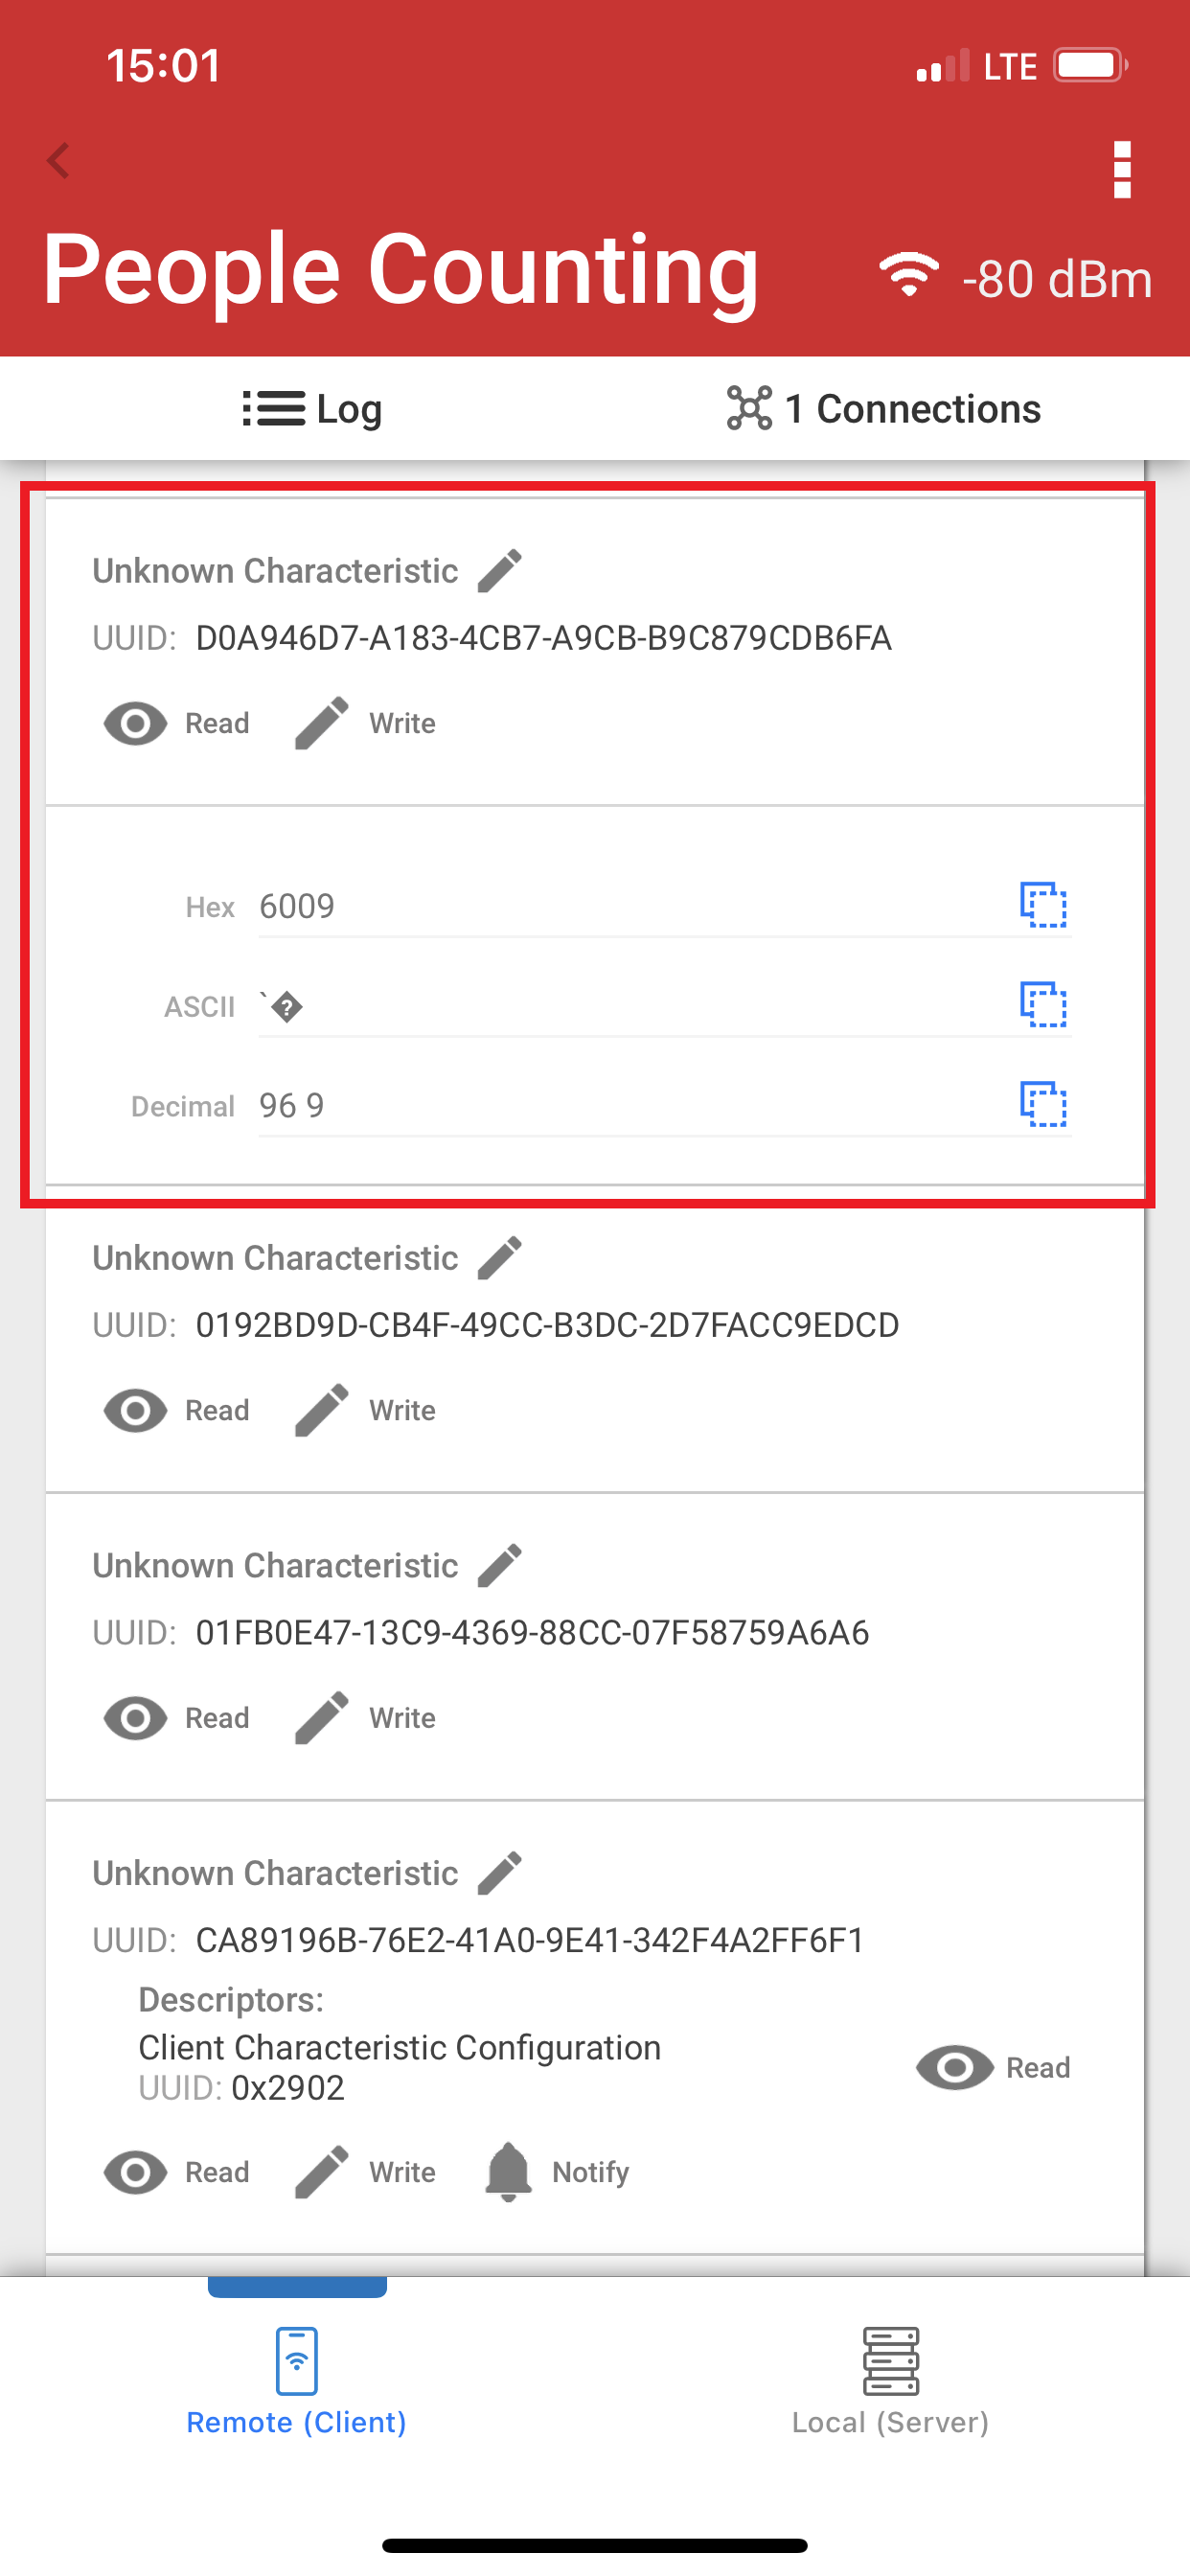 15:01
LTE
People Counting
-80 dBm
Log
1 Connections
Unknown Characteristic
UUID: D0A946D7-A183-4CB7-A9CB-B9C879CDB6FA
Read Write
Hex 6009
ASCII `�
Decimal 96 9
Unknown Characteristic
UUID: 0192BD9D-CB4F-49CC-B3DC-2D7FACC9EDCD
Read Write
Unknown Characteristic
UUID: 01FB0E47-13C9-4369-88CC-07F58759A6A6
Read Write
Unknown Characteristic
UUID: CA89196B-76E2-41A0-9E41-342F4A2FF6F1
Descriptors:
Client Characteristic Configuration
UUID: 0x2902
Read
Read Write Notify
Remote (Client)
Local (Server)